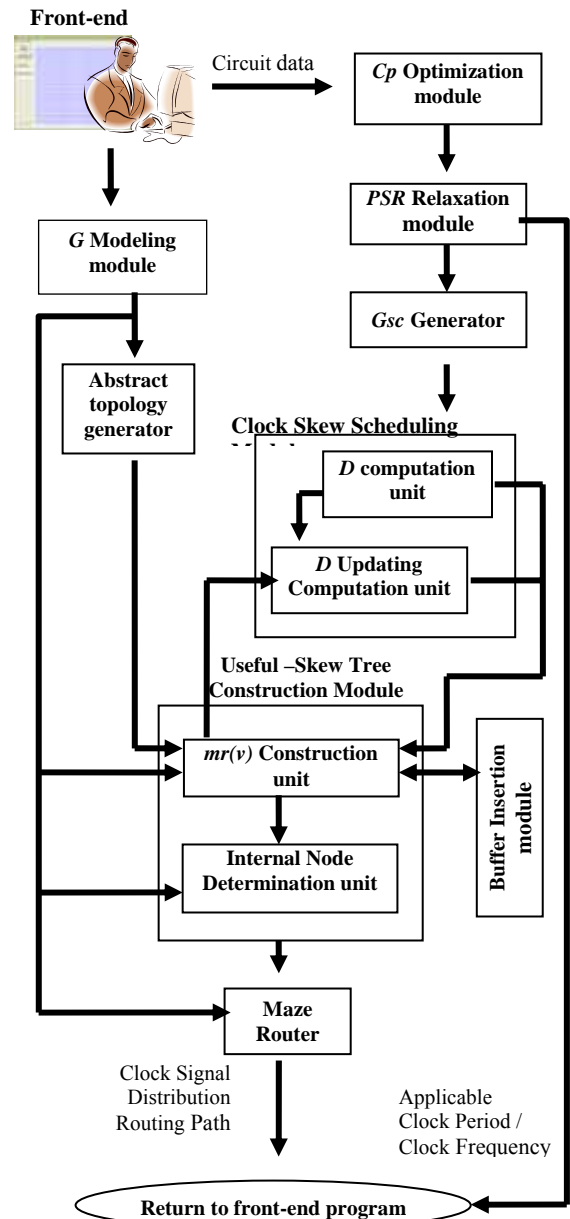 Front-end
Circuit data
Cp Optimization
module
PSR Relaxation
module
G Modeling
module
Gsc Generator
Abstract
topology
generator
Clock Skew Scheduling
D computation
unit
D Updating
Computation unit
Useful –Skew Tree
Construction Module
mr(v) Construction
unit
Buffer Insertion
module
Internal Node
Determination unit
Maze
Router
Clock Signal
Distribution
Routing Path
Applicable
Clock Period /
Clock Frequency
Return to front-end program